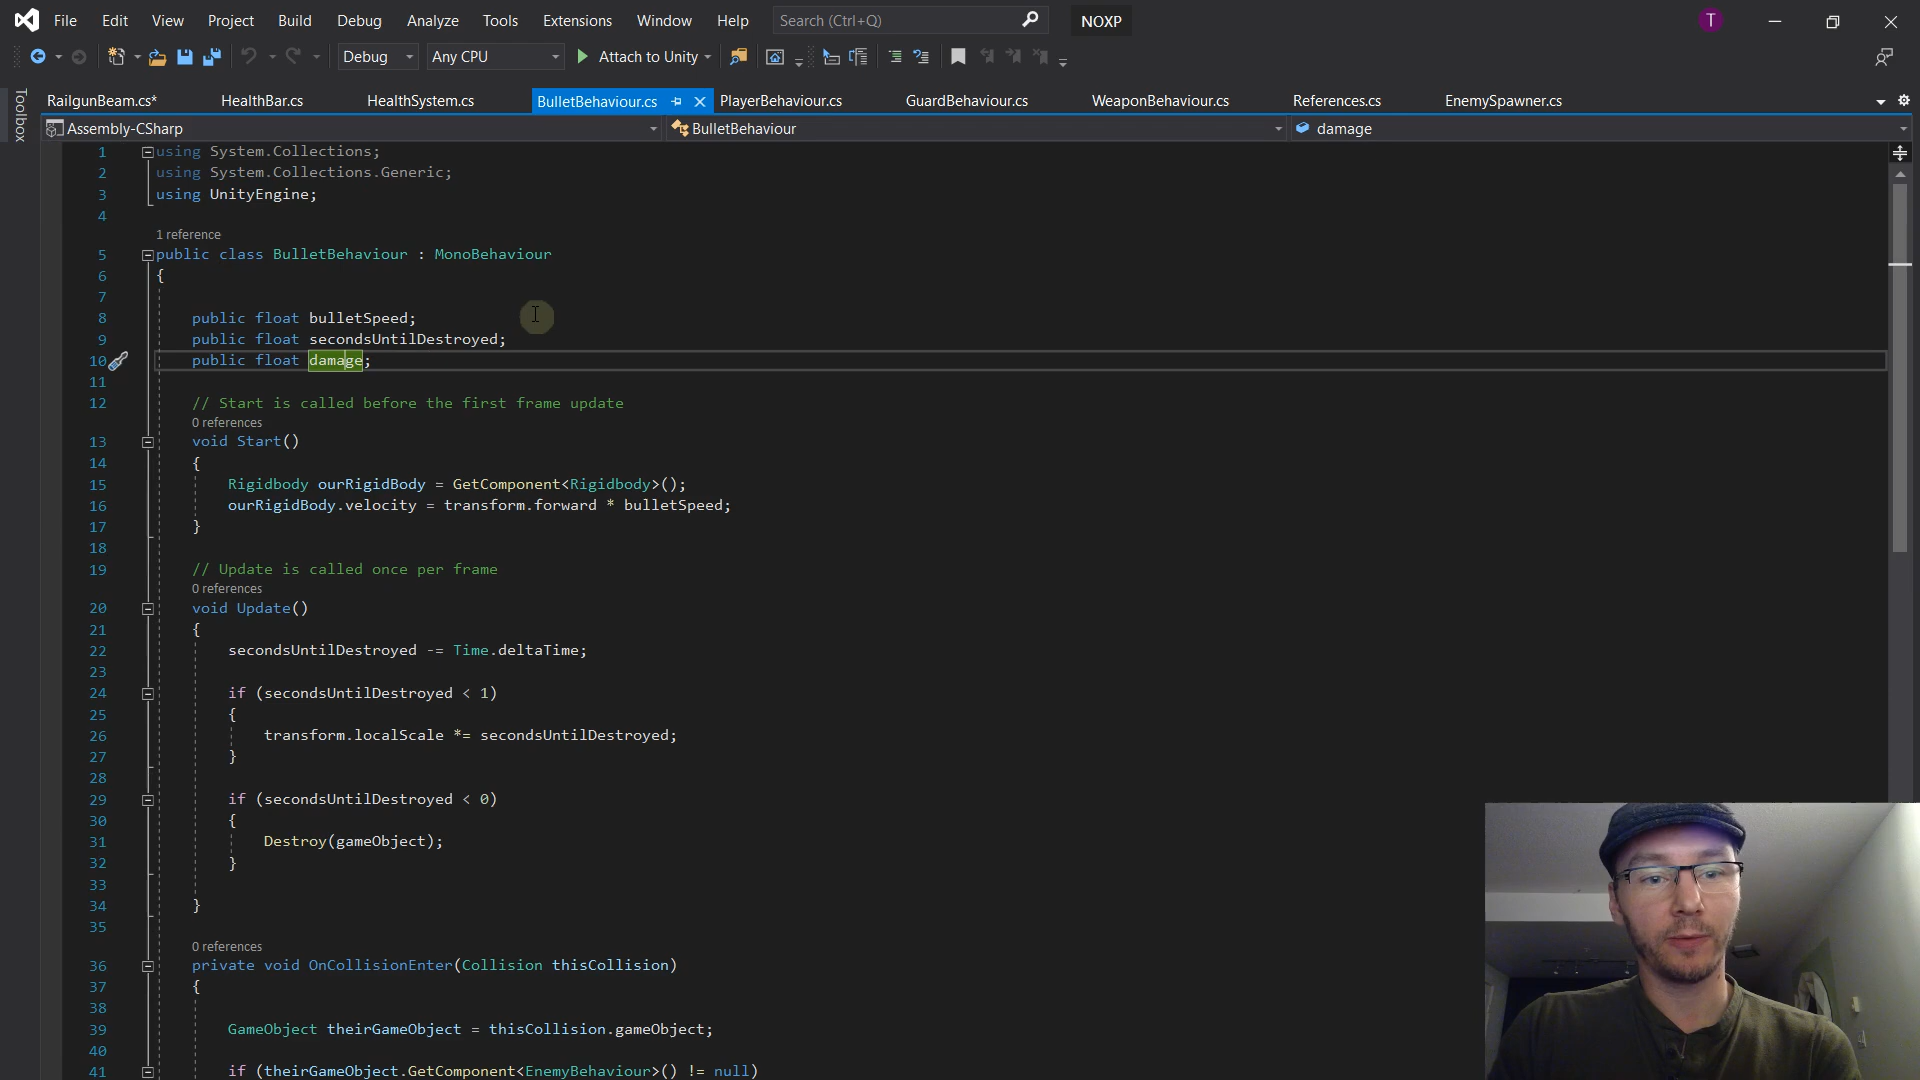 File Edit View Project Build Debug Analyze Tools Extensions Window Help Search (Ctrl+Q) NOXP T
Debug Any CPU Attach to Unity
Toolbox
RailgunBeam.cs* HealthBar.cs HealthSystem.cs BulletBehaviour.cs PlayerBehaviour.cs GuardBehaviour.cs WeaponBehaviour.cs References.cs EnemySpawner.cs
Assembly-CSharp BulletBehaviour damage
1 using System.Collections;
2 using System.Collections.Generic;
3 using UnityEngine;
4
1 reference
5 public class BulletBehaviour : MonoBehaviour
6 {
7
8 public float bulletSpeed;
9 public float secondsUntilDestroyed;
10 public float damage;
11
12 // Start is called before the first frame update
0 references
13 void Start()
14 {
15 Rigidbody ourRigidBody = GetComponent<Rigidbody>();
16 ourRigidBody.velocity = transform.forward * bulletSpeed;
17 }
18
19 // Update is called once per frame
0 references
20 void Update()
21 {
22 secondsUntilDestroyed -= Time.deltaTime;
23
24 if (secondsUntilDestroyed < 1)
25 {
26 transform.localScale *= secondsUntilDestroyed;
27 }
28
29 if (secondsUntilDestroyed < 0)
30 {
31 Destroy(gameObject);
32 }
33
34 }
35
0 references
36 private void OnCollisionEnter(Collision thisCollision)
37 {
38
39 GameObject theirGameObject = thisCollision.gameObject;
40
41 if (theirGameObject.GetComponent<EnemyBehaviour>() != null)